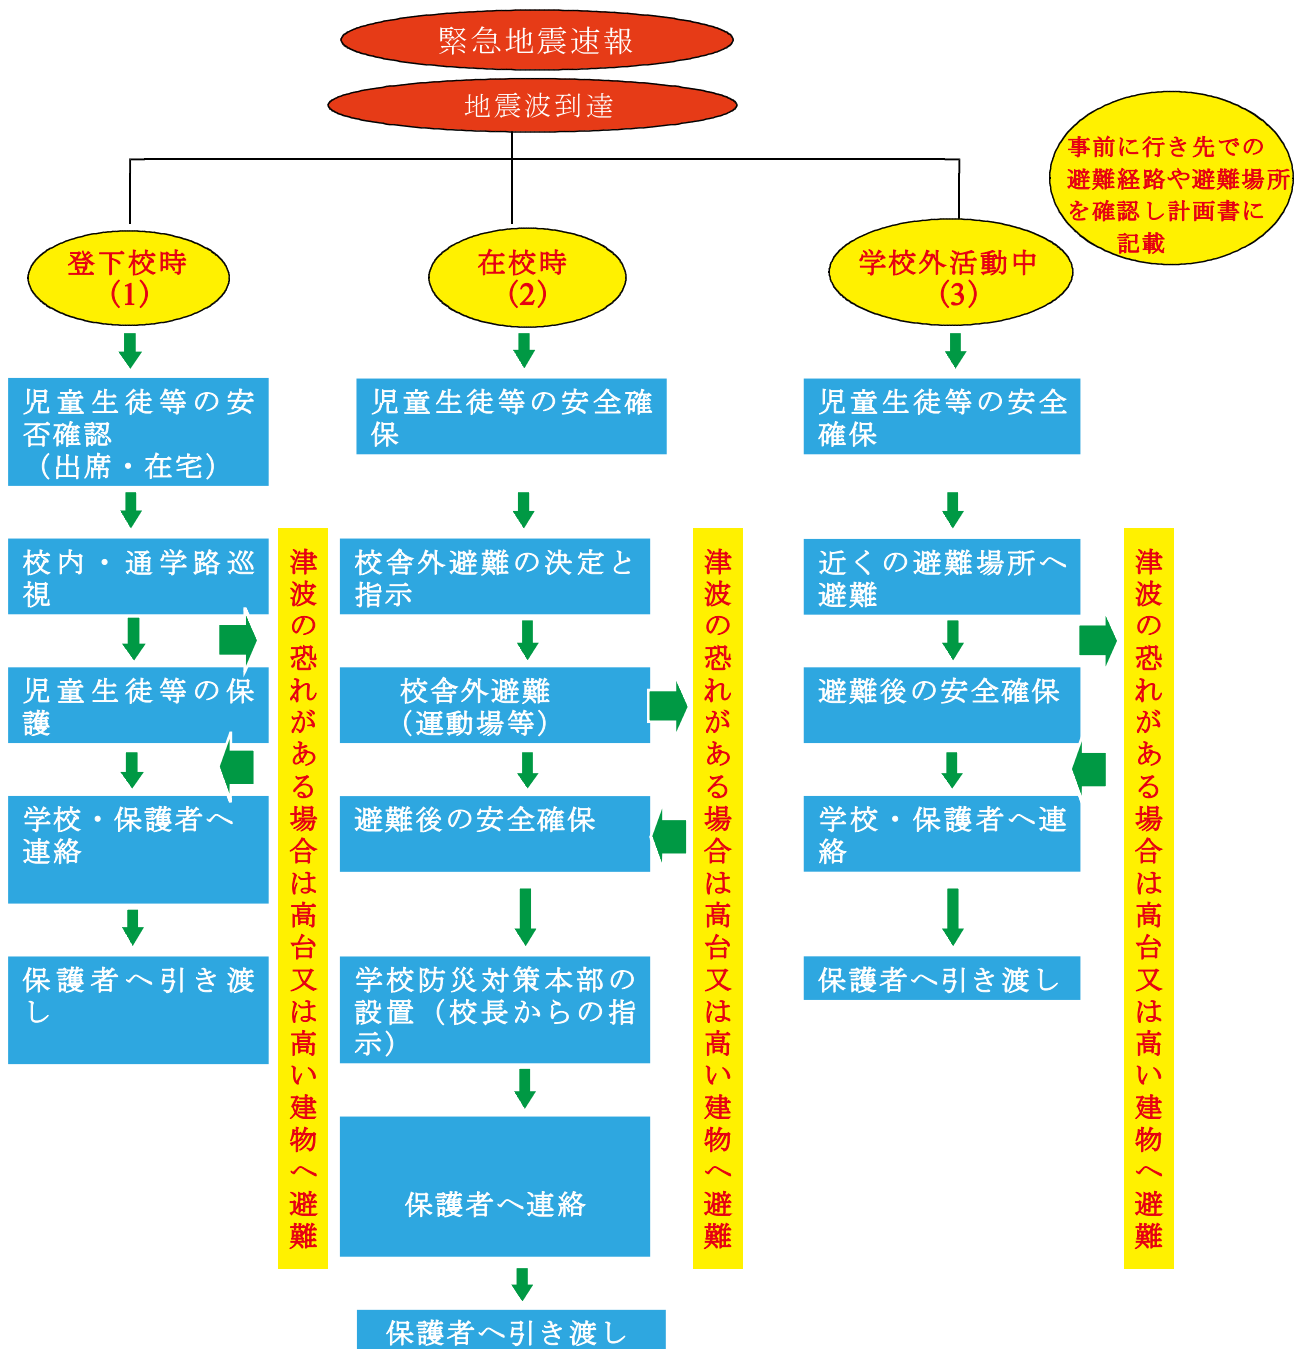 緊急地震速報
地震波到達
事前に行き先での
避難経路や避難場所
を確認し計画書に
記載
登下校時
(1)
児童生徒等の安
否確認
（出席・在宅）
校内・通学路巡
視
児童生徒等の保
護
学校・保護者へ
連絡
保護者へ引き渡
し
津波の恐れがある場合は高台又は高い建物へ避難
在校時
(2)
児童生徒等の安全確
保
校舎外避難の決定と
指示
校舎外避難
（運動場等）
避難後の安全確保
学校防災対策本部の
設置（校長からの指
示）
保護者へ連絡
保護者へ引き渡し
津波の恐れがある場合は高台又は高い建物へ避難
学校外活動中
(3)
児童生徒等の安全
確保
近くの避難場所へ
避難
避難後の安全確保
学校・保護者へ連
絡
保護者へ引き渡し
津波の恐れがある場合は高台又は高い建物へ避難